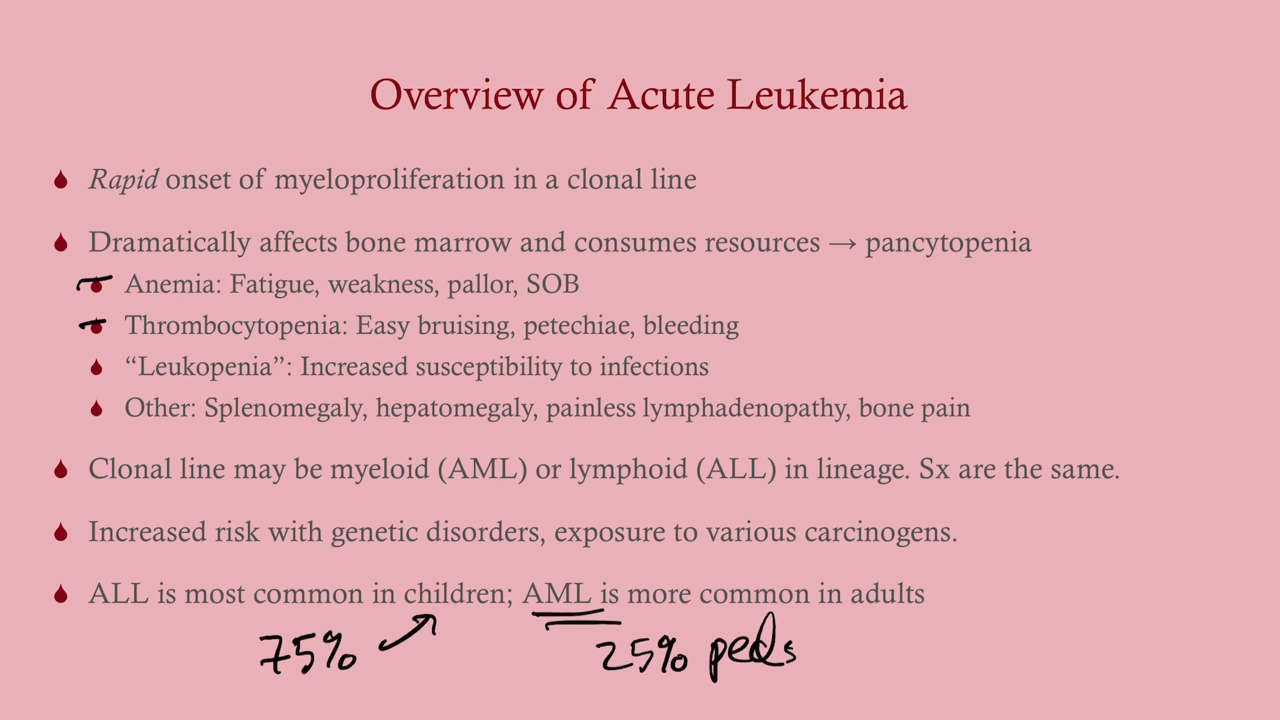 Overview of Acute Leukemia
Rapid onset of myeloproliferation in a clonal line
Dramatically affects bone marrow and consumes resources → pancytopenia
Anemia: Fatigue, weakness, pallor, SOB
Thrombocytopenia: Easy bruising, petechiae, bleeding
“Leukopenia”: Increased susceptibility to infections
Other: Splenomegaly, hepatomegaly, painless lymphadenopathy, bone pain
Clonal line may be myeloid (AML) or lymphoid (ALL) in lineage. Sx are the same.
Increased risk with genetic disorders, exposure to various carcinogens.
ALL is most common in children; AML is more common in adults
75% 25% peds